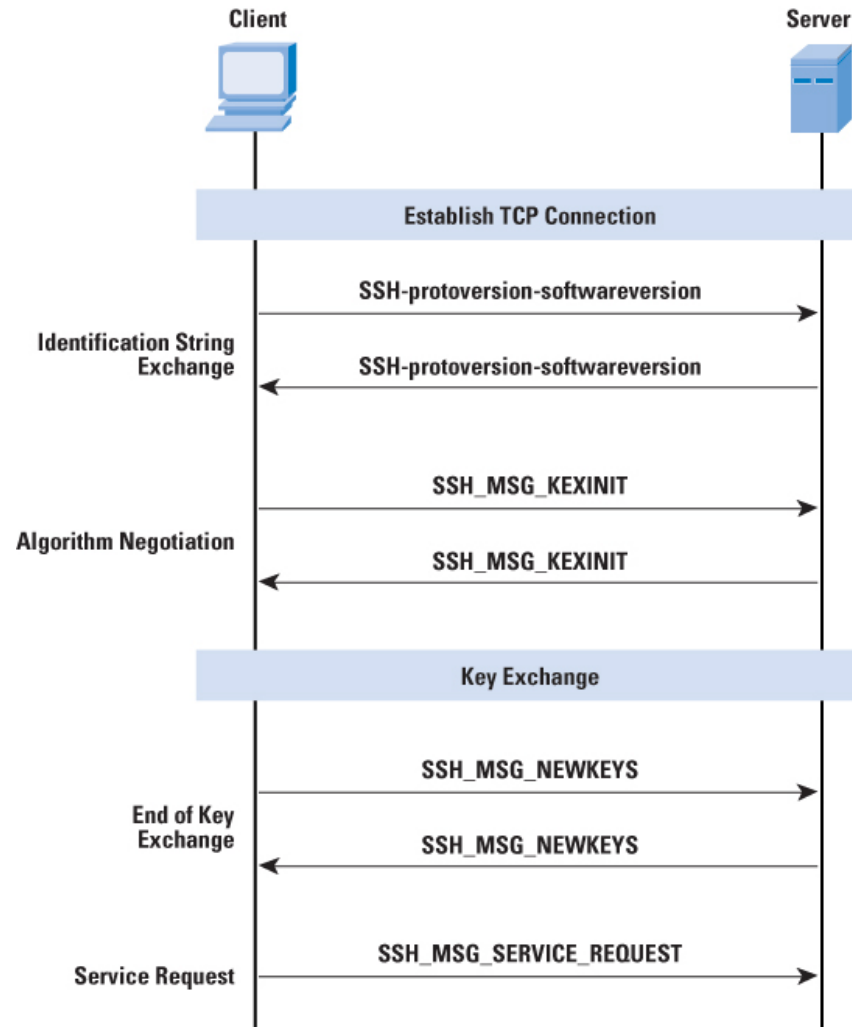 Client
Server
Establish TCP Connection
SSH-protoversion-softwareversion
Identification String
Exchange
SSH-protoversion-softwareversion
SSH_MSG_KEXINIT
Algorithm Negotiation
SSH_MSG_KEXINIT
Key Exchange
SSH_MSG_NEWKEYS
End of Key
Exchange
SSH_MSG_NEWKEYS
SSH_MSG_SERVICE_REQUEST
Service Request